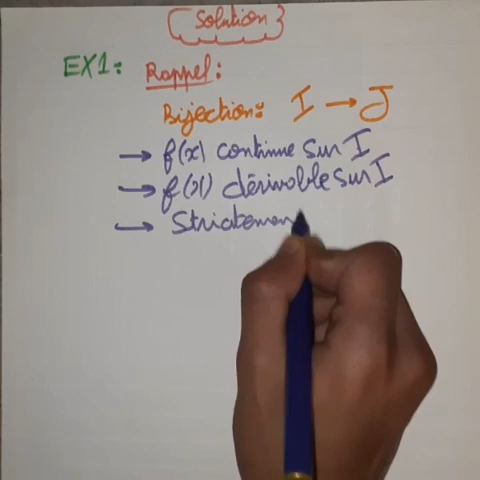 Solution
EX1: Rappel:
Bijection: I → J
→ f(x) continue sur I
→ f(x) dérivable sur I
→ Strictemen